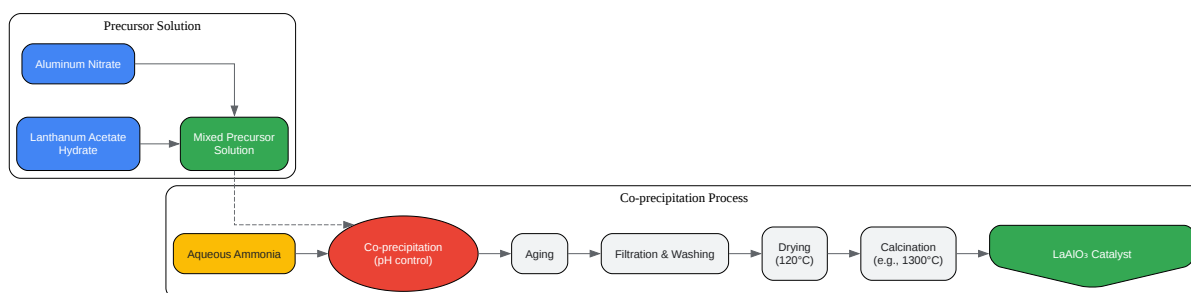 Precursor Solution
Aluminum Nitrate
Lanthanum Acetate
Hydrate
Mixed Precursor
Solution
Co-precipitation Process
Aqueous Ammonia
Co-precipitation
(pH control)
Aging
Filtration & Washing
Drying
(120°C)
Calcination
(e.g., 1300°C)
LaAlO₃ Catalyst